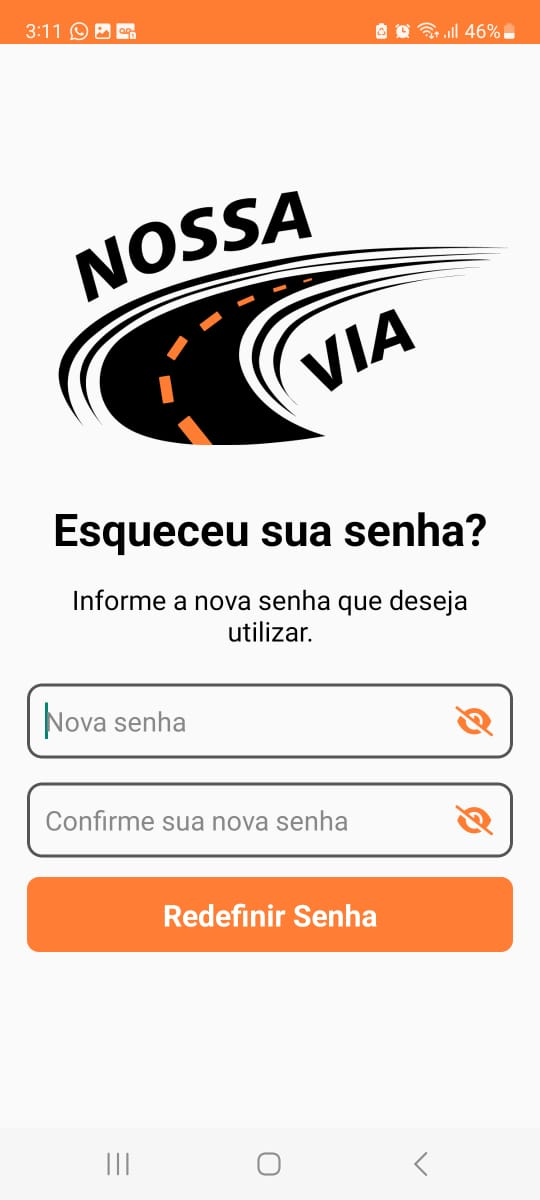 3:11
46%
NOSSA
VIA
Esqueceu sua senha?
Informe a nova senha que deseja
utilizar.
Nova senha
Confirme sua nova senha
Redefinir Senha